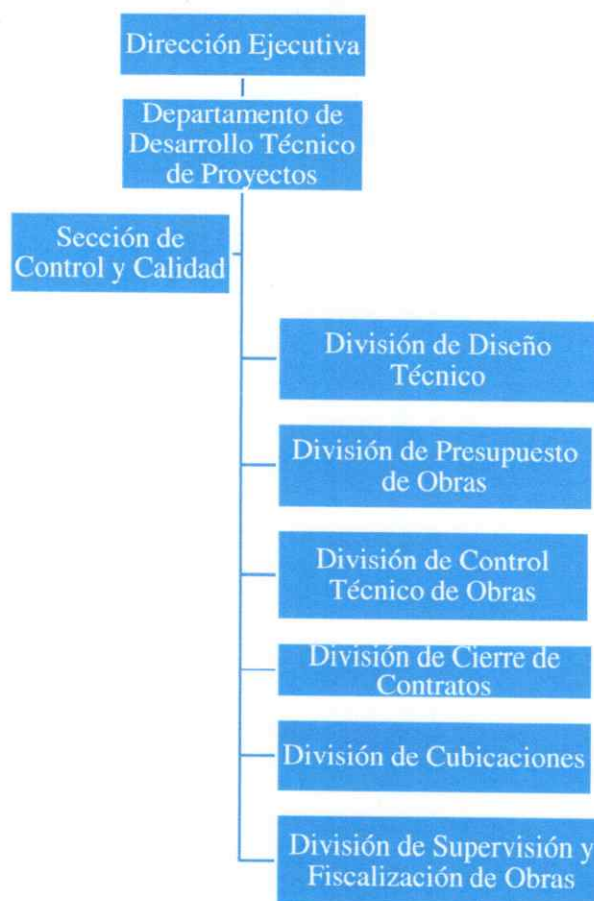 Dirección Ejecutiva
Departamento de
Desarrollo Técnico
de Proyectos
Sección de
Control y Calidad
División de Diseño
Técnico
División de Presupuesto
de Obras
División de Control
Técnico de Obras
División de Cierre de
Contratos
División de Cubicaciones
División de Supervisión y
Fiscalización de Obras